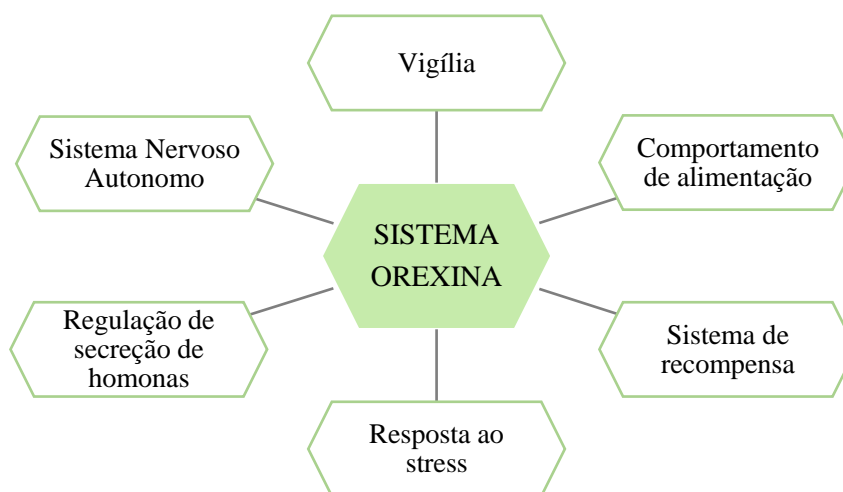 Vigília
Sistema Nervoso
Autonomo
Comportamento
de alimentação
SISTEMA
OREXINA
Regulação de
secreção de
homonas
Sistema de
recompensa
Resposta ao
stress